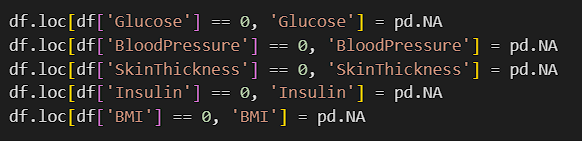 df.loc[df['Glucose'] == 0, 'Glucose'] = pd.NA
df.loc[df['BloodPressure'] == 0, 'BloodPressure'] = pd.NA
df.loc[df['SkinThickness'] == 0, 'SkinThickness'] = pd.NA
df.loc[df['Insulin'] == 0, 'Insulin'] = pd.NA
df.loc[df['BMI'] == 0, 'BMI'] = pd.NA